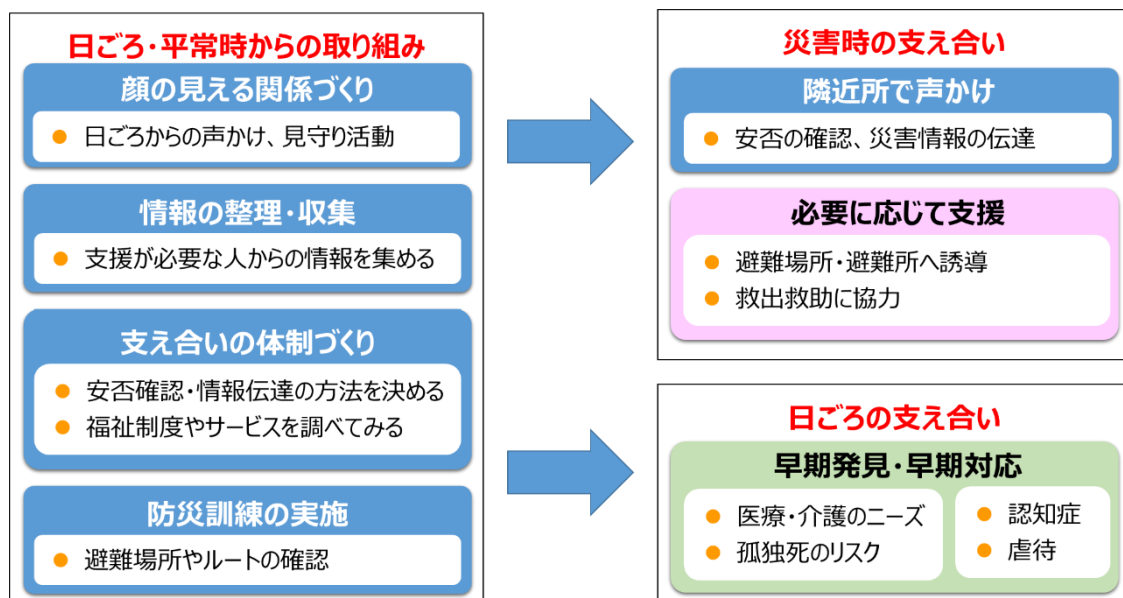 日ごろ・平常時からの取り組み
顔の見える関係づくり
日ごろからの声かけ、見守り活動
情報の整理・収集
支援が必要な人からの情報を集める
支え合いの体制づくり
安否確認・情報伝達の方法を決める
福祉制度やサービスを調べてみる
防災訓練の実施
避難場所やルートの確認
災害時の支え合い
隣近所で声かけ
安否の確認、災害情報の伝達
必要に応じて支援
避難場所・避難所へ誘導
救出救助に協力
日ごろの支え合い
早期発見・早期対応
医療・介護のニーズ
孤独死のリスク
認知症
虐待